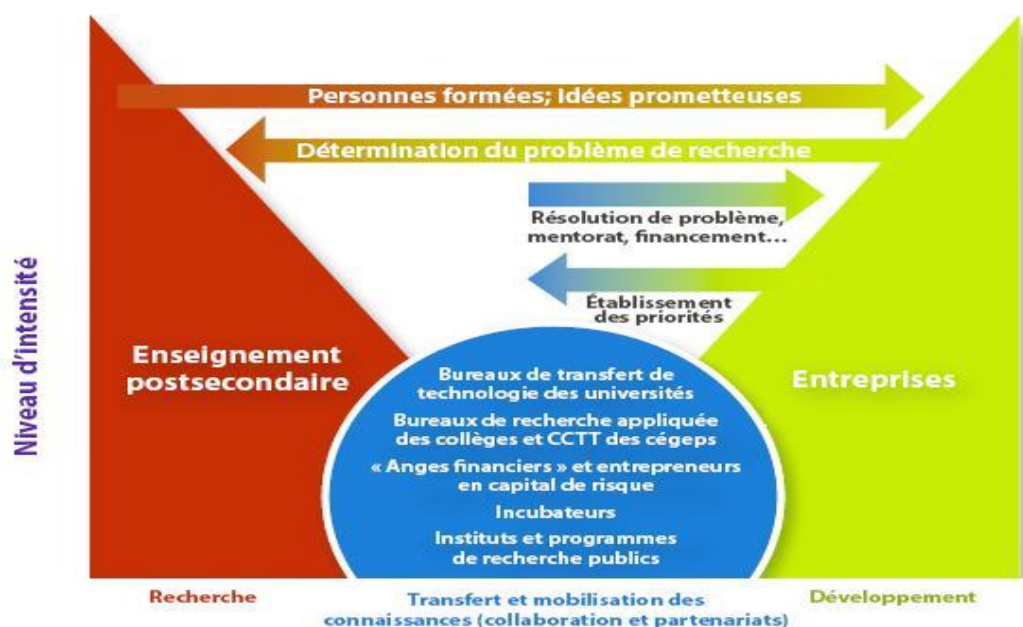 Personnes formées; Idées prometteuses
Détermination du problème de recherche
Résolution de problème,
mentorat, financement...
Établissement
des priorités
Niveau d'intensité
Enseignement
postsecondaire
Bureaux de transfert de
technologie des universités
Bureaux de recherche appliquée
des collèges et CCTT des cégeps
« Anges financiers » et entrepreneurs
en capital de risque
Incubateurs
Instituts et programmes
de recherche publics
Entreprises
Recherche
Transfert et mobilisation des
connaissances (collaboration et partenariats)
Développement